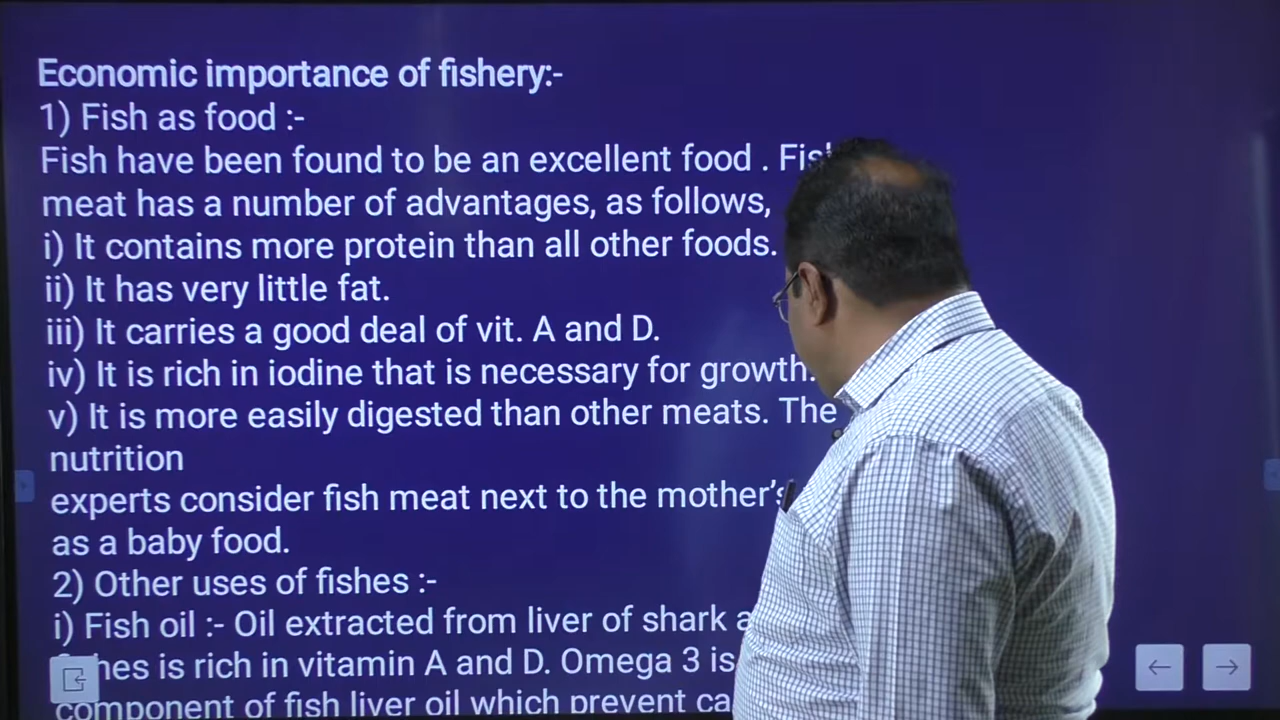 Economic importance of fishery:-
1) Fish as food :-
Fish have been found to be an excellent food .
meat has a number of advantages, as follows,
i) It contains more protein than all other foods.
ii) It has very little fat.
iii) It carries a good deal of vit. A and D.
iv) It is rich in iodine that is necessary for growth.
v) It is more easily digested than other meats. The
nutrition
experts consider fish meat next to the mother's
as a baby food.
2) Other uses of fishes :-
i) Fish oil :- Oil extracted from liver of shark
is rich in vitamin A and D. Omega 3 is
component of fish liver oil which prevent